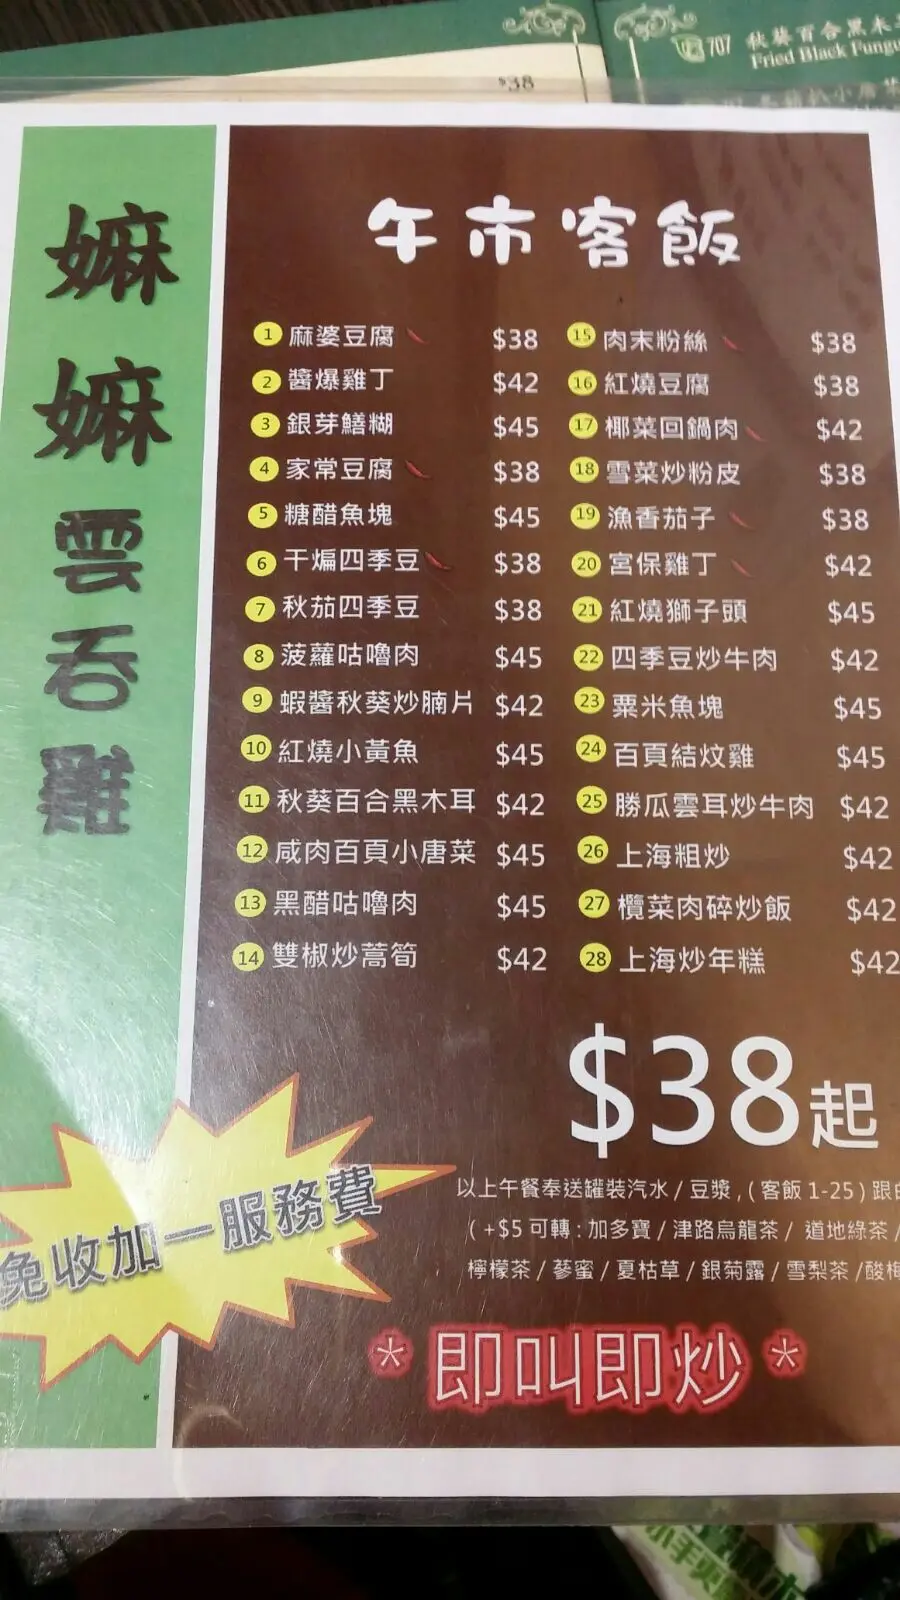 $38
707 秋葵百合黑木
Fried Black Fungu
嫲嫲雲吞雞
午市客飯
1 麻婆豆腐 $38
2 醬爆雞丁 $42
3 銀芽鱔糊 $45
4 家常豆腐 $38
5 糖醋魚塊 $45
6 干煸四季豆 $38
7 秋茄四季豆 $38
8 菠蘿咕嚕肉 $45
9 蝦醬秋葵炒腩片 $42
10 紅燒小黃魚 $45
11 秋葵百合黑木耳 $42
12 咸肉百頁小唐菜 $45
13 黑醋咕嚕肉 $45
14 雙椒炒蒿筍 $42
15 肉末粉絲 $38
16 紅燒豆腐 $38
17 椰菜回鍋肉 $42
18 雪菜炒粉皮 $38
19 漁香茄子 $38
20 宮保雞丁 $42
21 紅燒獅子頭 $45
22 四季豆炒牛肉 $42
23 粟米魚塊 $45
24 百頁結炆雞 $45
25 勝瓜雲耳炒牛肉 $42
26 上海粗炒 $42
27 欖菜肉碎炒飯 $42
28 上海炒年糕 $42
$38起
以上午餐奉送罐裝汽水 / 豆漿 , ( 客飯 1-25 ) 跟白
( +$5 可轉 : 加多寶 / 津路烏龍茶 / 道地綠茶 /
檸檬茶 / 蔘蜜 / 夏枯草 / 銀菊露 / 雪梨茶 /酸梅
免收加一服務費
* 即叫即炒 *